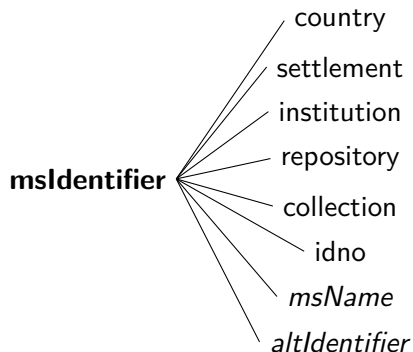 country
settlement
institution
repository
msIdentifier
collection
idno
msName
altIdentifier